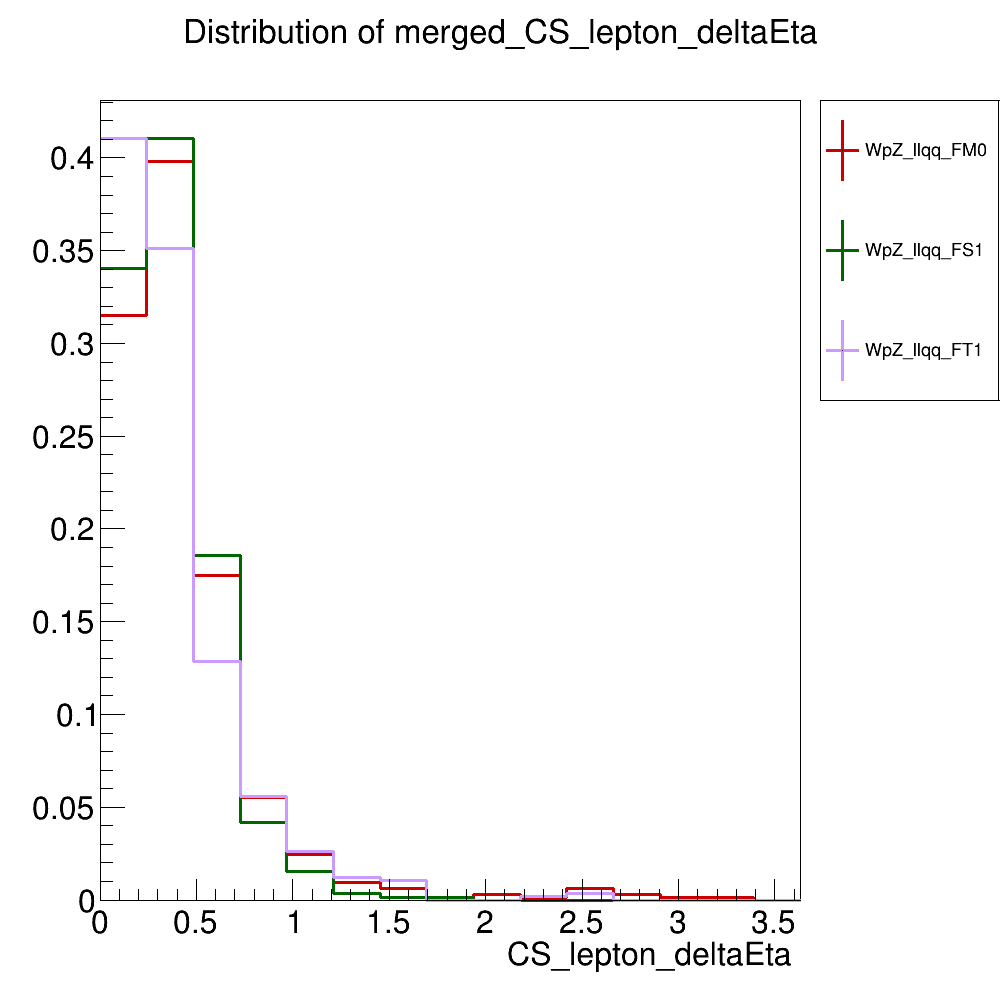 Distribution of merged_CS_lepton_deltaEta
WpZ_llqq_FM0
WpZ_llqq_FS1
WpZ_llqq_FT1
0.4
0.35
0.3
0.25
0.2
0.15
0.1
0.05
0
0 0.5 1 1.5 2 2.5 3 3.5
CS_lepton_deltaEta